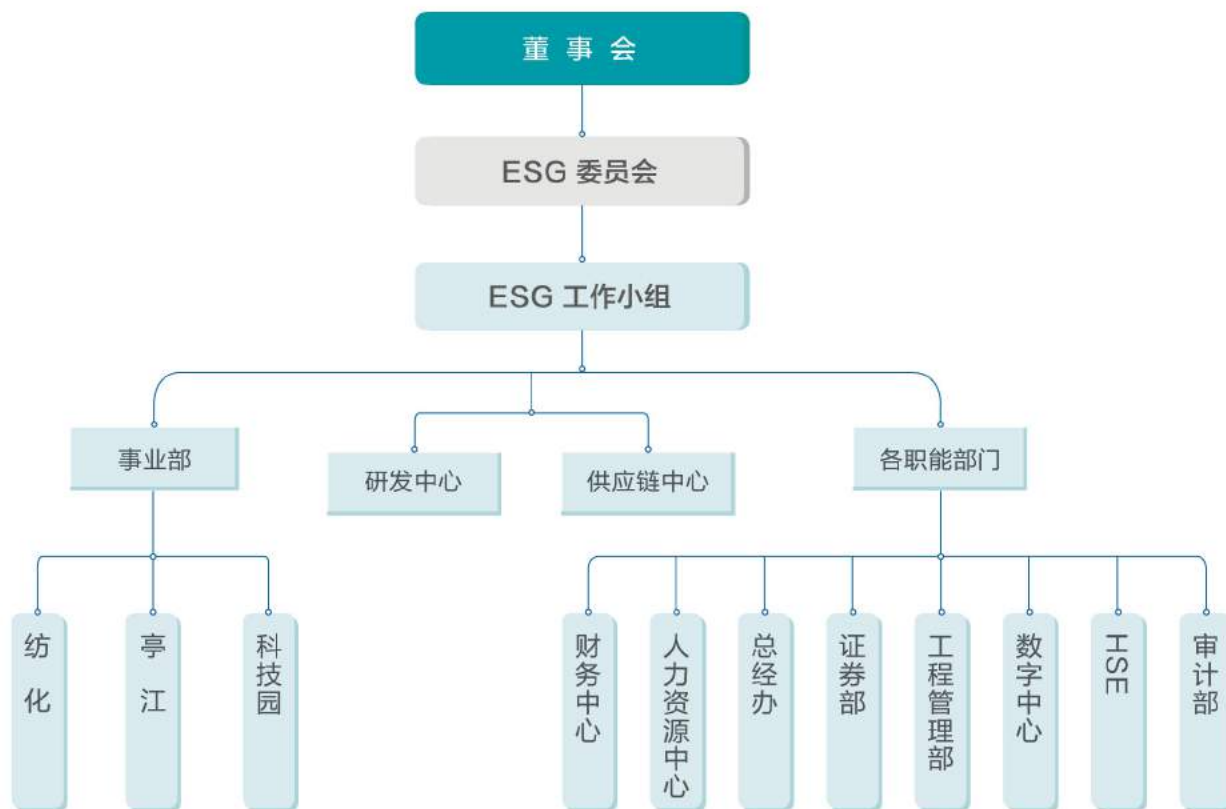 董事会
ESG 委员会
ESG 工作小组
事业部
研发中心
供应链中心
各职能部门
纺化
亭江
科技园
财务中心
人力资源中心
总经办
证券部
工程管理部
数字中心
HSE
审计部